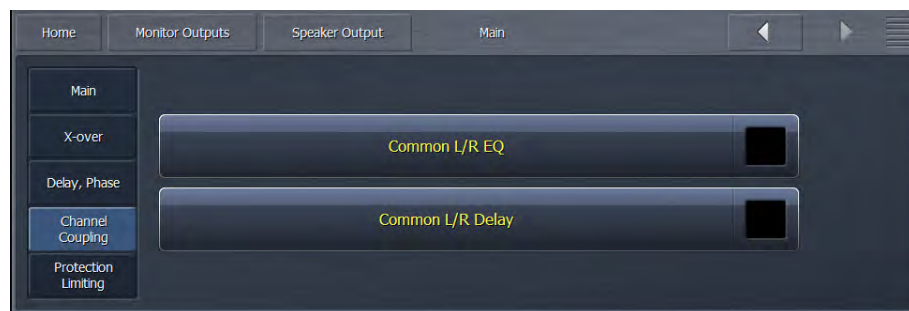 Home
Monitor Outputs
Speaker Output
Main
Main
X-over
Delay, Phase
Channel
Coupling
Protection
Limiting
Common L/R EQ
Common L/R Delay